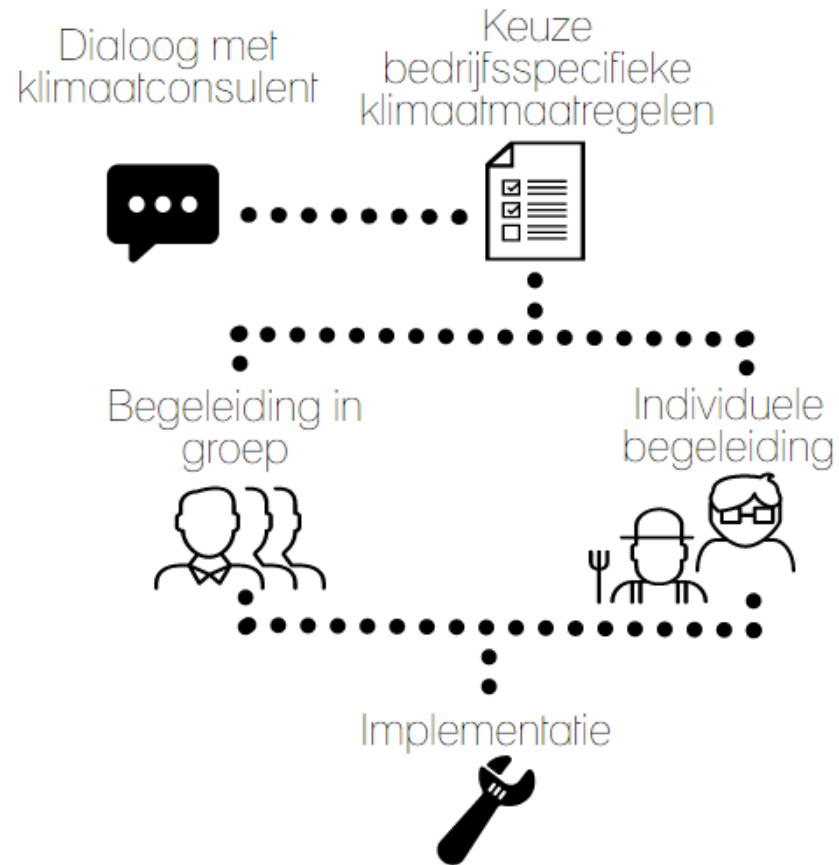 Dialoog met
klimaatconsulent
Keuze
bedrijfsspecifieke
klimaatmaatregelen
Begeleiding in
groep
Individuele
begeleiding
Implementatie